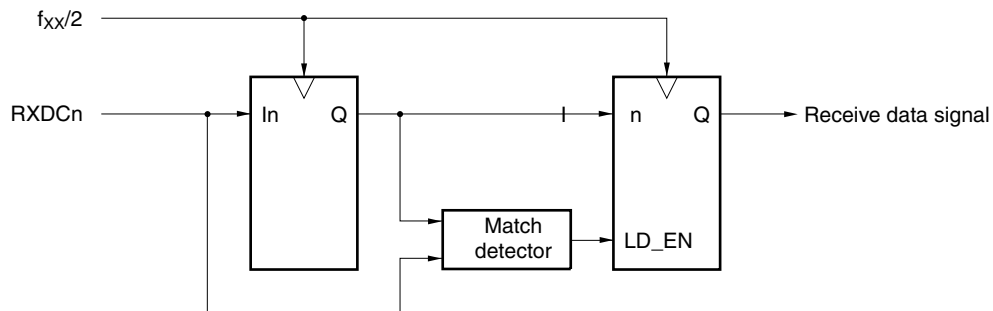 fXX/2
RXDCn
In
Q
I
n
Q
Receive data signal
Match
detector
LD_EN